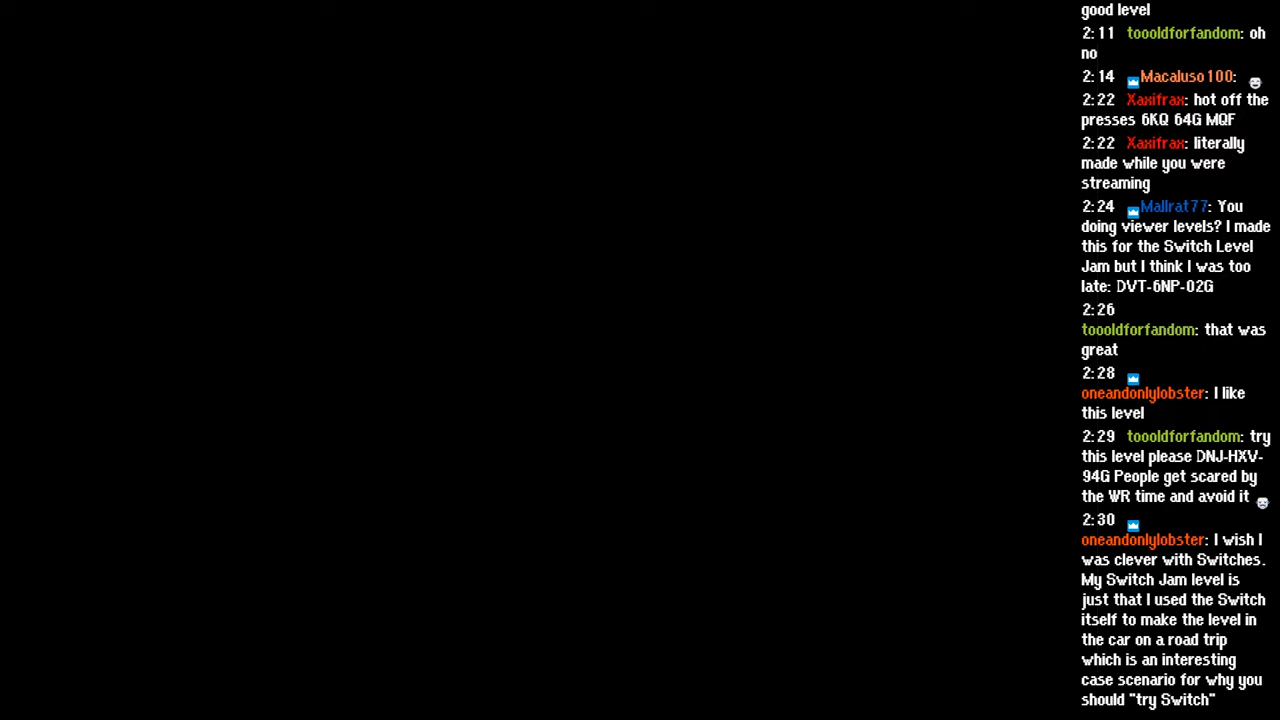 good level
2:11 toooldforfandom: oh
no
2:14 Macaluso100:
2:22 Xaxifrax: hot off the
presses 6KQ 64G MQF
2:22 Xaxifrax: literally
made while you were
streaming
2:24 Mallrat77: You
doing viewer levels? I made
this for the Switch Level
Jam but I think I was too
late: DVT-6NP-02G
2:26
toooldforfandom: that was
great
2:28
oneandonlylobster: I like
this level
2:29 toooldforfandom: try
this level please DNJ-HXV-
94G People get scared by
the WR time and avoid it
2:30
oneandonlylobster: I wish I
was clever with Switches.
My Switch Jam level is
just that I used the Switch
itself to make the level in
the car on a road trip
which is an interesting
case scenario for why you
should "try Switch"